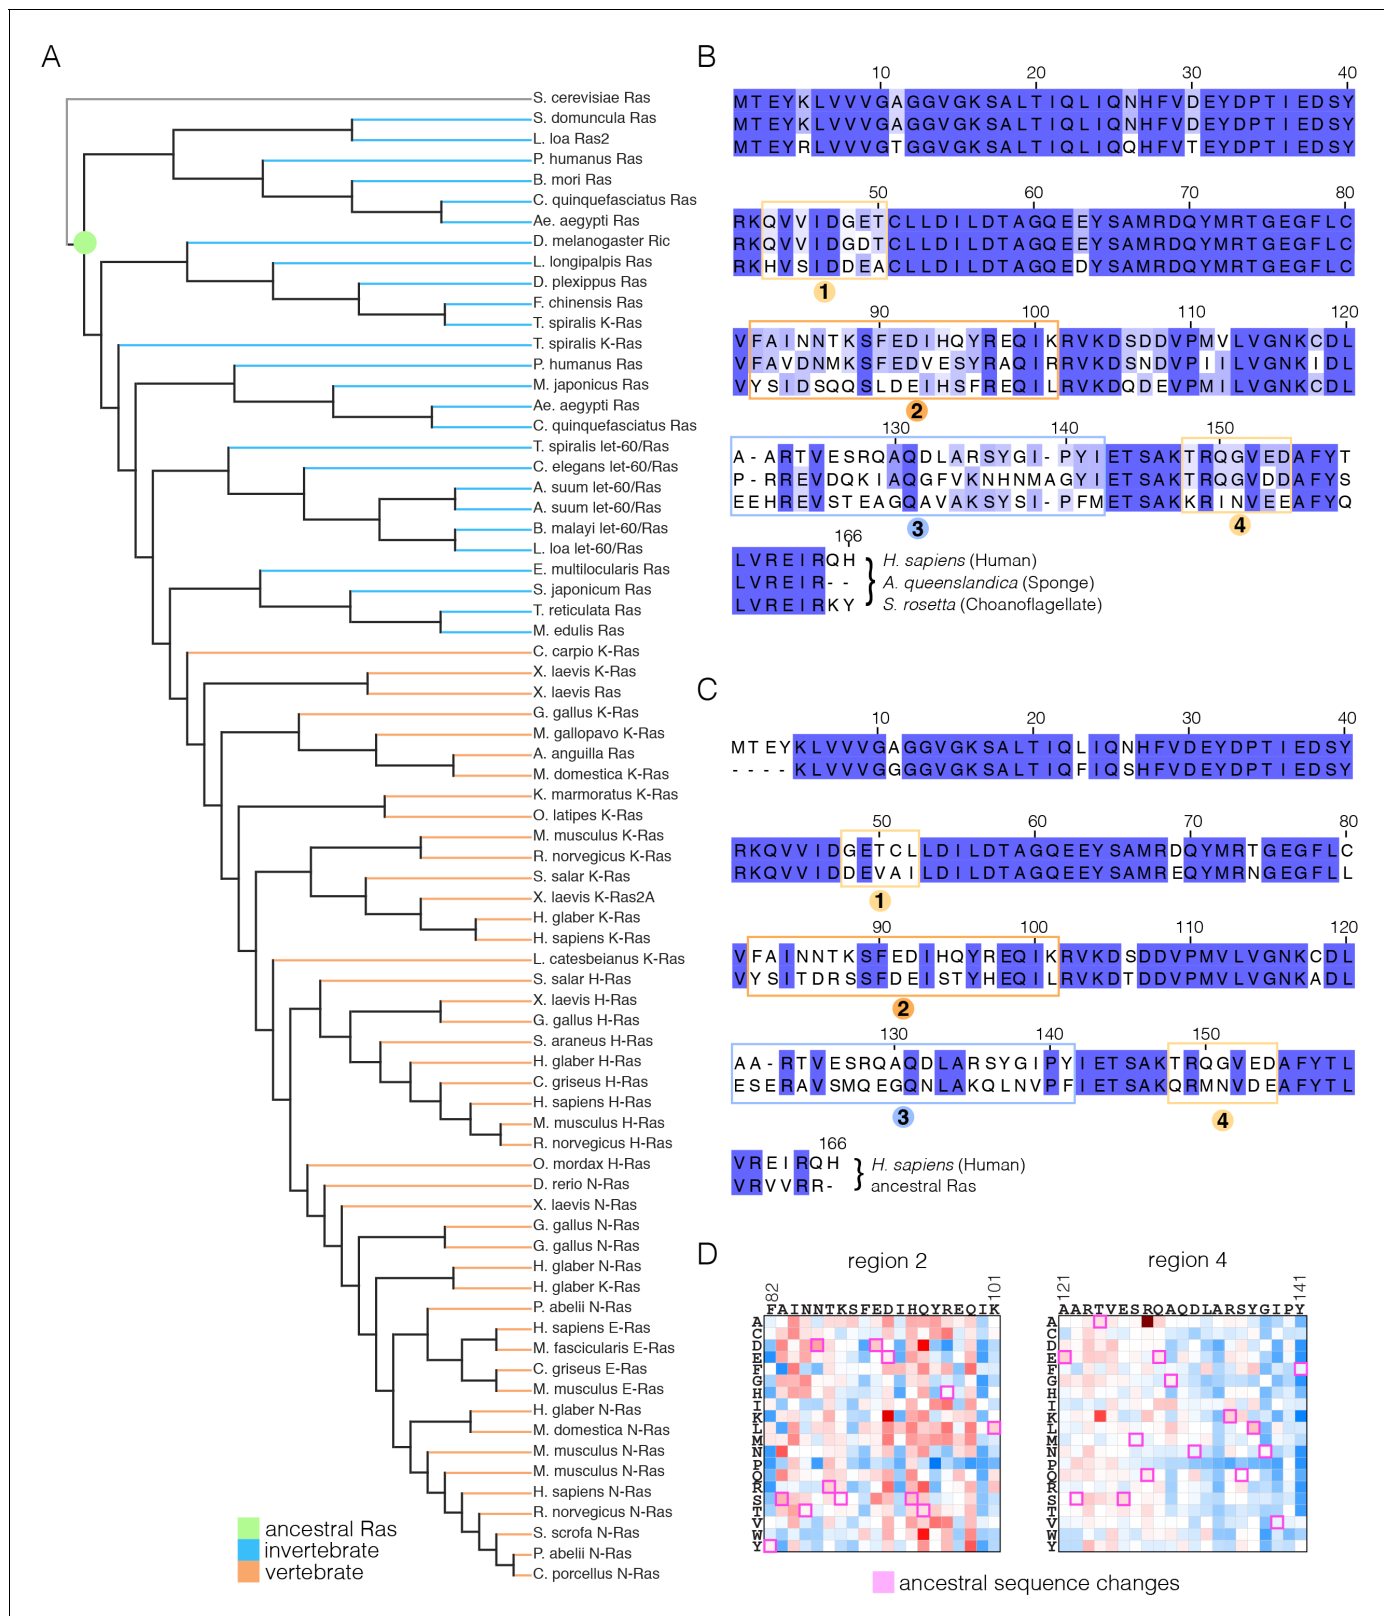 A
S. cerevisiae Ras
S. domuncula Ras
L. loa Ras2
P. humanus Ras
B. mori Ras
C. quinquefasciatus Ras
Ae. aegypti Ras
D. melanogaster Ric
L. longipalpis Ras
D. plexippus Ras
F. chinensis Ras
T. spiralis K-Ras
T. spiralis K-Ras
P. humanus Ras
M. japonicus Ras
Ae. aegypti Ras
C. quinquefasciatus Ras
T. spiralis let-60/Ras
C. elegans let-60/Ras
A. suum let-60/Ras
A. suum let-60/Ras
B. malayi let-60/Ras
L. loa let-60/Ras
E. multilocularis Ras
S. japonicum Ras
T. reticulata Ras
M. edulis Ras
C. carpio K-Ras
X. laevis K-Ras
X. laevis Ras
G. gallus K-Ras
M. gallopavo K-Ras
A. anguilla Ras
M. domestica K-Ras
K. marmoratus K-Ras
O. latipes K-Ras
M. musculus K-Ras
R. norvegicus K-Ras
S. salar K-Ras
X. laevis K-Ras2A
H. glaber K-Ras
H. sapiens K-Ras
L. catesbeianus K-Ras
S. salar H-Ras
X. laevis H-Ras
G. gallus H-Ras
S. araneus H-Ras
H. glaber H-Ras
C. griseus H-Ras
H. sapiens H-Ras
M. musculus H-Ras
R. norvegicus H-Ras
O. mordax H-Ras
D. rerio N-Ras
X. laevis N-Ras
G. gallus N-Ras
G. gallus N-Ras
H. glaber N-Ras
H. glaber K-Ras
P. abelii N-Ras
H. sapiens E-Ras
M. fascicularis E-Ras
C. griseus E-Ras
M. musculus E-Ras
H. glaber N-Ras
M. domestica N-Ras
M. musculus N-Ras
M. musculus N-Ras
H. sapiens N-Ras
R. norvegicus N-Ras
S. scrofa N-Ras
P. abelii N-Ras
C. porcellus N-Ras
ancestral Ras
invertebrate
vertebrate
B
10 20 30 40
MTEYKLVVVGAGGVGKSALTIQLIQNHFVDEYDPTIEDSY
MTEYKLVVVGAGGVGKSALTIQLIQNHFVDEYDPTIEDSY
MTEYRLVVVGTGGVGKSALTIQLIQQHFVTEYDPTIEDSY
50 60 70 80
RKQVVIDGETCLLDILDTAGQEEYSAMRDQYMRTGEGFLC
RKQVVIDGDTCLLDILDTAGQEEYSAMRDQYMRTGEGFLC
RKHVSIDDEACLLDILDTAGQEDYSAMRDQYMRTGEGFLC
1
90 100 110 120
VFAINNTKSFEDIHQYREQIKRVKDSDDVPMVLVGNKCDL
VFAVDNMKSFEDVESYRAQIRRVKDSNDVPIILVGNKIDL
VYSIDSQQSLDEIHSFREQILRVKDQDEVPMILVGNKCDL
2
130 140 150
A-ARTVESRQAQDLARSYGI-PYIETSAKTRQGVEDAFYT
P-RREVDQKIAQGFVKNHNMAGYIETSAKTRQGVDDAFYS
EEHREVSTEAGQAVAKSYSI-PFMETSAKKRINVEEAFYQ
3 4
166
LVREIRQH H. sapiens (Human)
LVREIR-- A. queenslandica (Sponge)
LVREIRKY S. rosetta (Choanoflagellate)
C
10 20 30 40
MTEYKLVVVGAGGVGKSALTIQLIQNHFVDEYDPTIEDSY
----KLVVVGGGGVGKSALTIQFIQSHFVDEYDPTIEDSY
50 60 70 80
RKQVVIDGETCLLDILDTAGQEEYSAMRDQYMRTGEGFLC
RKQVVIDDEVAILDILDTAGQEEYSAMREQYMRNGEGFLL
1
90 100 110 120
VFAINNTKSFEDIHQYREQIKRVKDSDDVPMVLVGNKCDL
VYSITDRSSFDEISTYHEQILRVKDTDDVPMVLVGNKADL
2
130 140 150
AA-RTVESRQAQDLARSYGIPYIETSAKTRQGVEDAFYTL
ESERAVSMQEGQNLAKQLNVPFIETSAKQRMNVDEAFYTL
3 4
166
VREIRQH H. sapiens (Human)
VRVVRR- ancestral Ras
D
region 2 region 4
82 101 121 141
FAINNTKSFEDIHQYREQIK AARTVESRQAQDLARSYGIPY
A A
C C
D D
E E
F F
G G
H H
I I
K K
L L
M M
N N
P P
Q Q
R R
S S
T T
V V
W W
Y Y
ancestral sequence changes